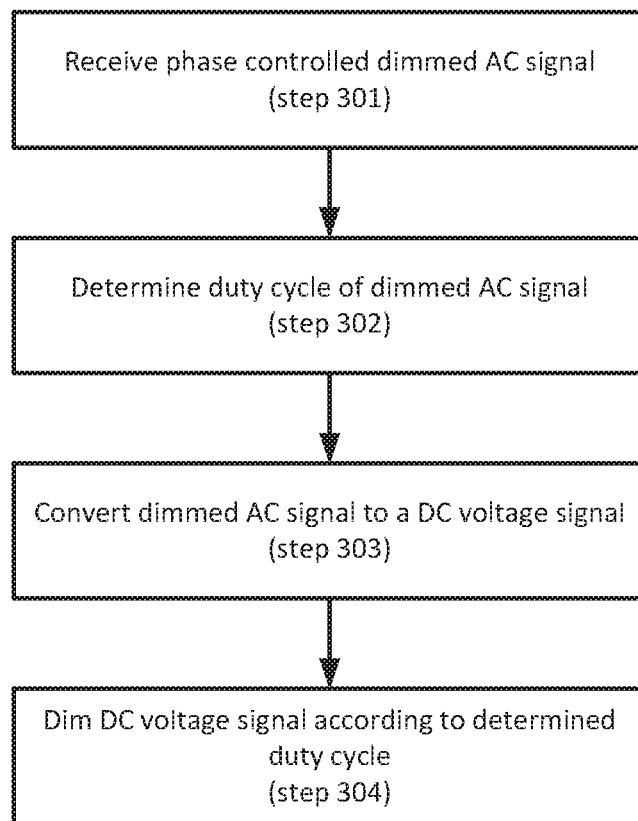 Receive phase controlled dimmed AC signal
(step 301)
Determine duty cycle of dimmed AC signal
(step 302)
Convert dimmed AC signal to a DC voltage signal
(step 303)
Dim DC voltage signal according to determined
duty cycle
(step 304)